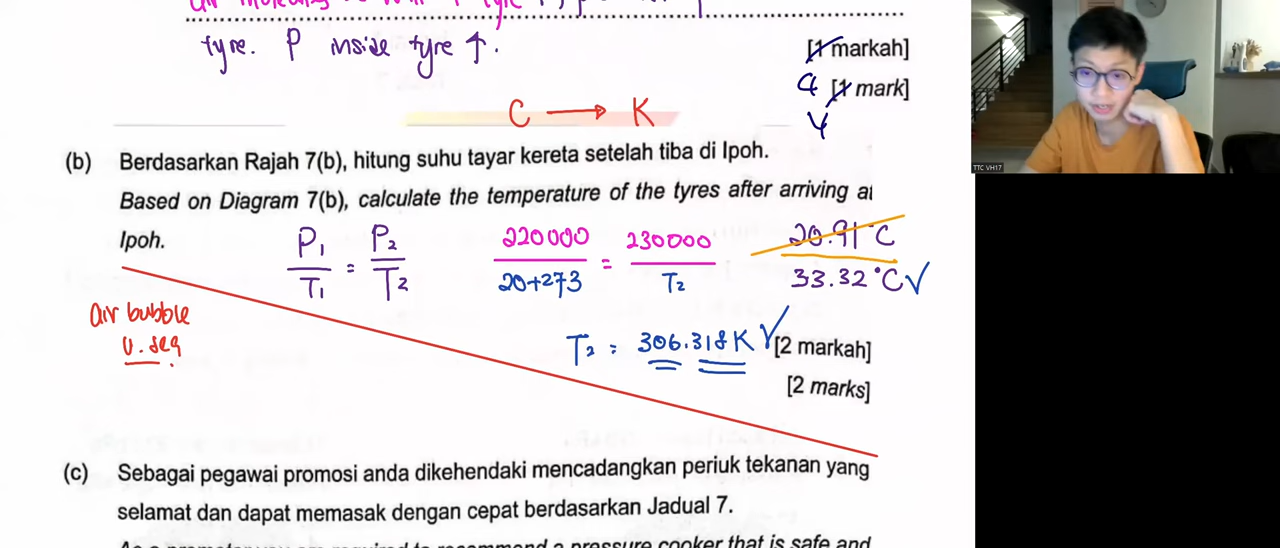 tyre. P inside tyre ↑.
[1 markah]
4 [1 mark]
C → K
TTC VH17
(b) Berdasarkan Rajah 7(b), hitung suhu tayar kereta setelah tiba di Ipoh.
Based on Diagram 7(b), calculate the temperature of the tyres after arriving at
Ipoh.
P₁/T₁ = P₂/T₂
220000/20+273 = 230000/T₂
20.91°C
33.32°C ✓
air bubble
T₂ = 306.318K ✓
[2 markah]
[2 marks]
(c) Sebagai pegawai promosi anda dikehendaki mencadangkan periuk tekanan yang
selamat dan dapat memasak dengan cepat berdasarkan Jadual 7.